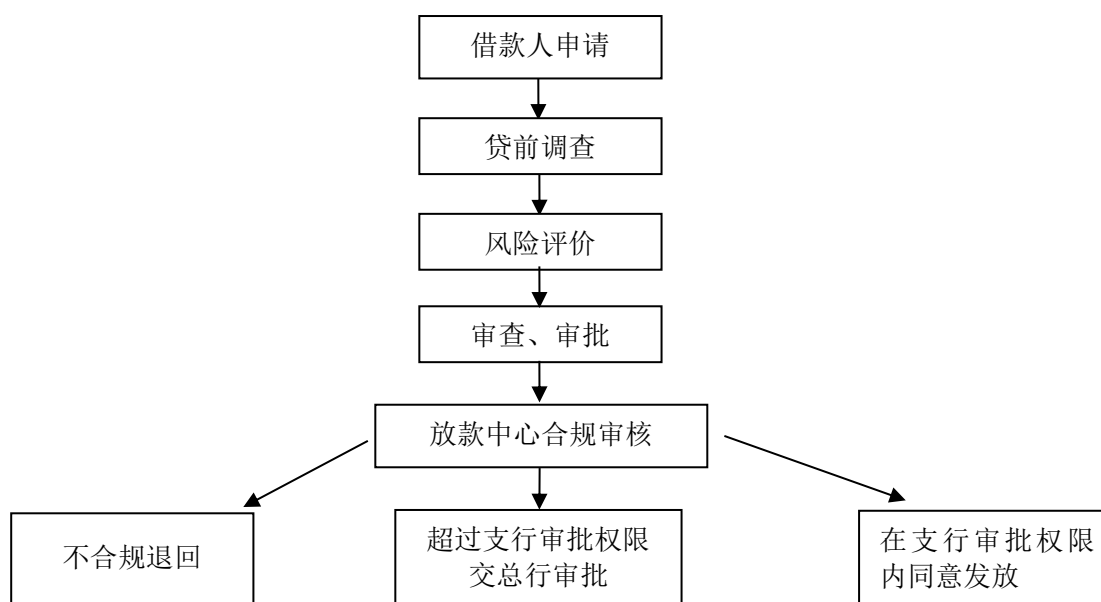 借款人申请
贷前调查
风险评价
审查、审批
放款中心合规审核
不合规退回
超过支行审批权限
交总行审批
在支行审批权限
内同意发放